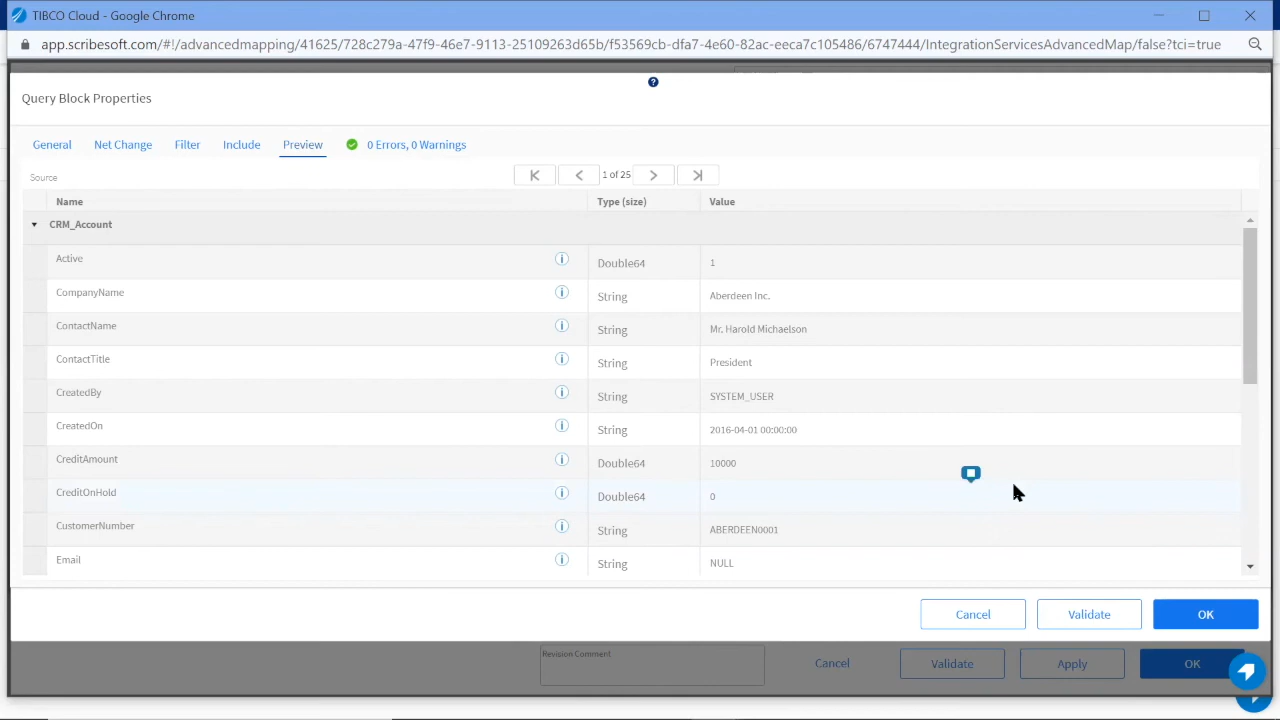 TIBCO Cloud - Google Chrome
app.scribesoft.com/#!/advancedmapping/41625/728c279a-47f9-46e7-9113-25109263d65b/f53569cb-dfa7-4e60-82ac-eeca7c105486/6747444/IntegrationServicesAdvancedMap/false?tci=true
?
Query Block Properties
General Net Change Filter Include Preview 0 Errors, 0 Warnings
Source 1 of 25
Name Type (size) Value
CRM_Account
Active i Double64 1
CompanyName i String Aberdeen Inc.
ContactName i String Mr. Harold Michaelson
ContactTitle i String President
CreatedBy i String SYSTEM_USER
CreatedOn i String 2016-04-01 00:00:00
CreditAmount i Double64 10000
CreditOnHold i Double64 0
CustomerNumber i String ABERDEEN0001
Email i String NULL
Cancel Validate OK
Revision Comment
Cancel Validate Apply OK